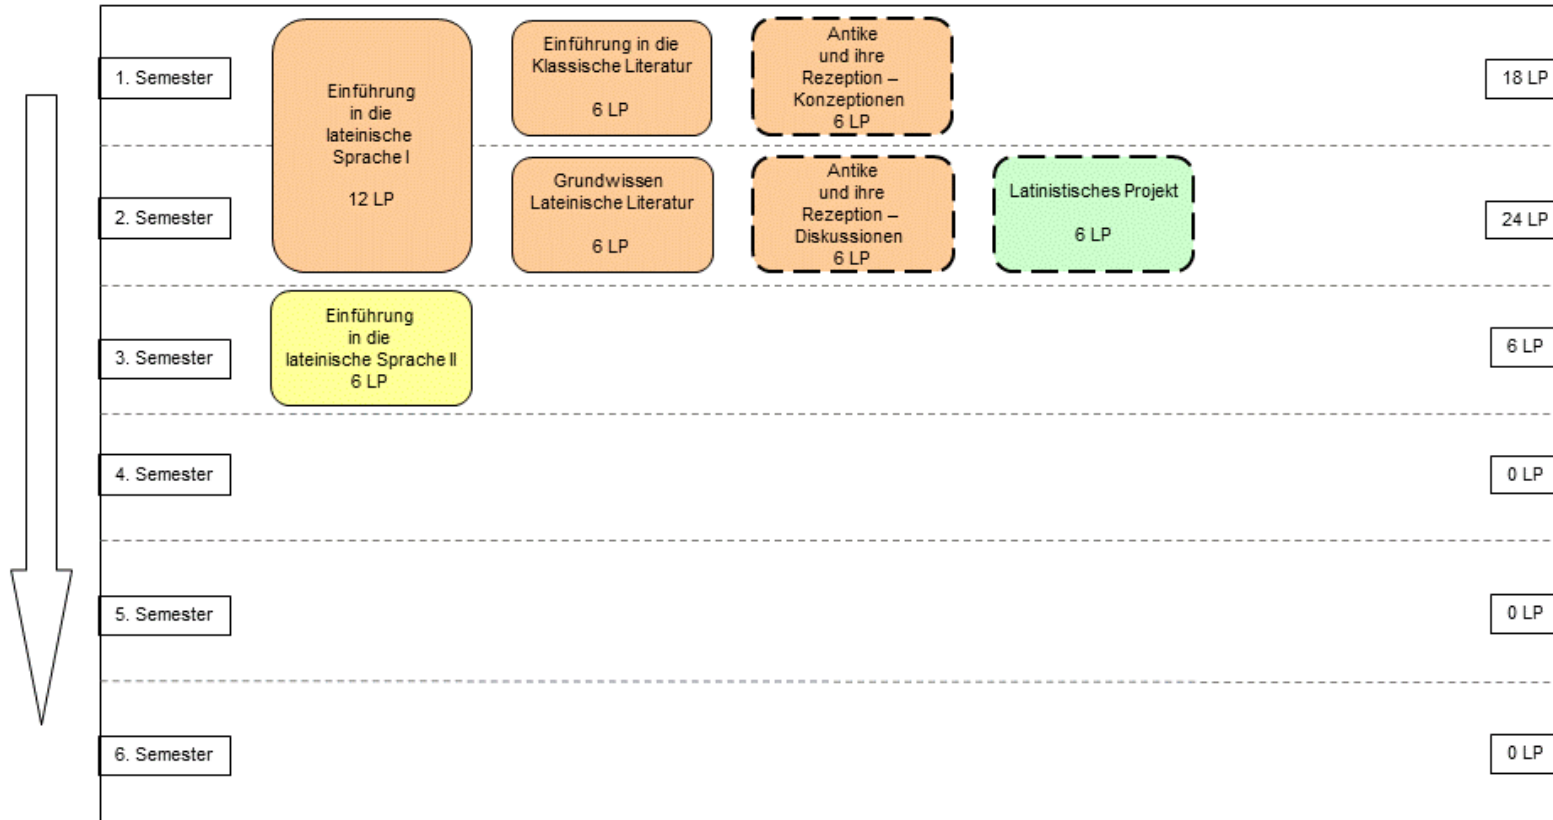 1. Semester
Einführung
in die
lateinische
Sprache I
12 LP
Einführung in die
Klassische Literatur
6 LP
Antike
und ihre
Rezeption –
Konzeptionen
6 LP
18 LP
2. Semester
Grundwissen
Lateinische Literatur
6 LP
Antike
und ihre
Rezeption –
Diskussionen
6 LP
Latinistisches Projekt
6 LP
24 LP
3. Semester
Einführung
in die
lateinische Sprache II
6 LP
6 LP
4. Semester
0 LP
5. Semester
0 LP
6. Semester
0 LP